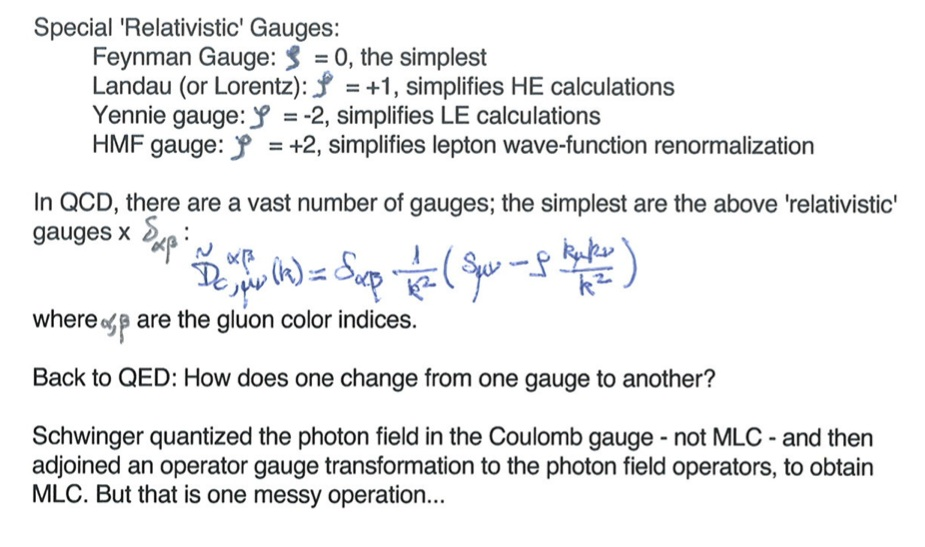 Special 'Relativistic' Gauges:
Feynman Gauge: ρ = 0, the simplest
Landau (or Lorentz): ρ = +1, simplifies HE calculations
Yennie gauge: ρ = -2, simplifies LE calculations
HMF gauge: ρ = +2, simplifies lepton wave-function renormalization
In QCD, there are a vast number of gauges; the simplest are the above 'relativistic'
gauges x δ_αβ :
D̃_{c,μν}^{αβ}(k) = δ_αβ 1/k² (δ_μν − ρ k_μk_ν/k²)
where α,β are the gluon color indices.
Back to QED: How does one change from one gauge to another?
Schwinger quantized the photon field in the Coulomb gauge - not MLC - and then
adjoined an operator gauge transformation to the photon field operators, to obtain
MLC. But that is one messy operation...